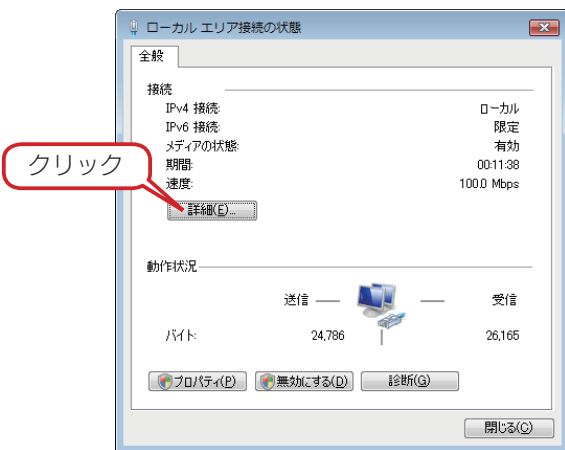 ローカル エリア接続の状態
全般
接続
IPv4 接続: ローカル
IPv6 接続: 限定
メディアの状態: 有効
期間: 00:11:38
速度: 100.0 Mbps
クリック
詳細(E)...
動作状況
送信 受信
バイト: 24,786 26,165
プロパティ(P) 無効にする(D) 診断(G)
閉じる(C)